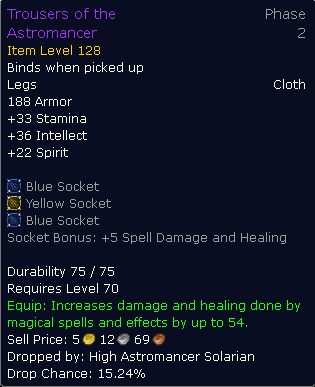 Trousers of the Astromancer Phase 2
Item Level 128
Binds when picked up
Legs Cloth
188 Armor
+33 Stamina
+36 Intellect
+22 Spirit
Blue Socket
Yellow Socket
Blue Socket
Socket Bonus: +5 Spell Damage and Healing
Durability 75 / 75
Requires Level 70
Equip: Increases damage and healing done by
magical spells and effects by up to 54.
Sell Price: 5 12 69
Dropped by: High Astromancer Solarian
Drop Chance: 15.24%